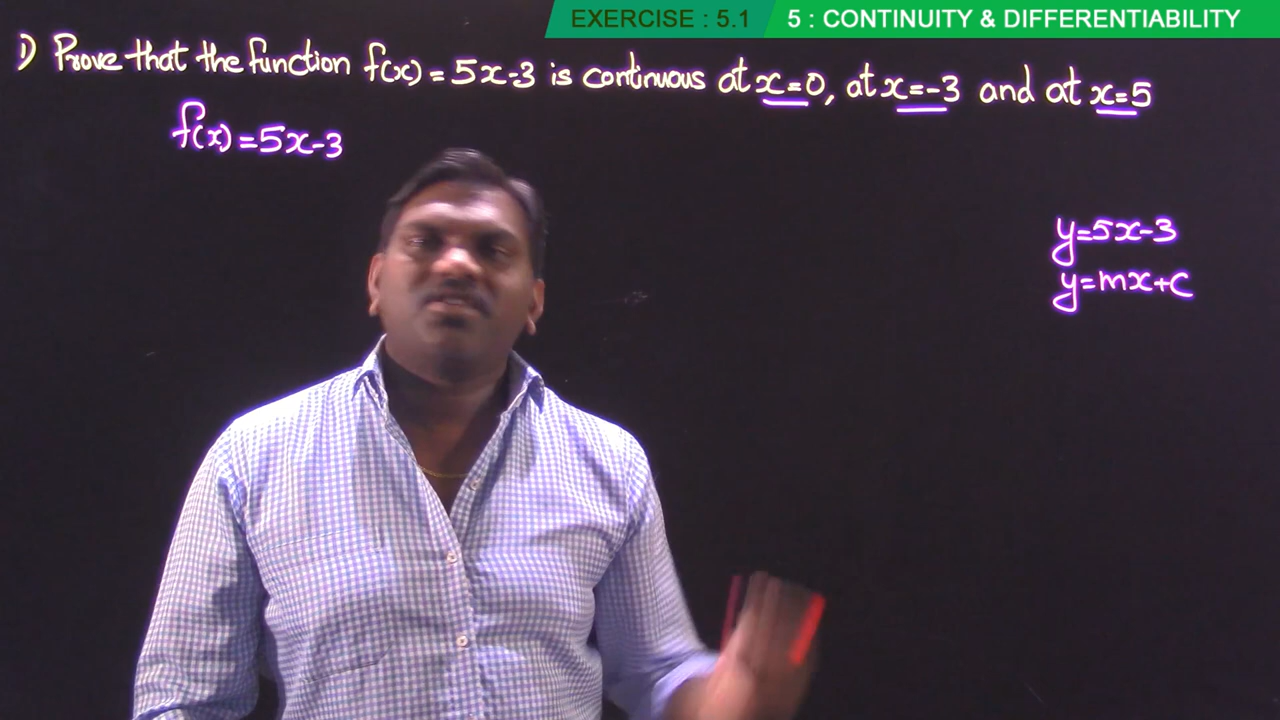 EXERCISE : 5.1 5 : CONTINUITY & DIFFERENTIABILITY
1) Prove that the function f(x) = 5x-3 is continuous at x=0, at x=-3 and at x=5
f(x) = 5x-3
y=5x-3
y=mx+c